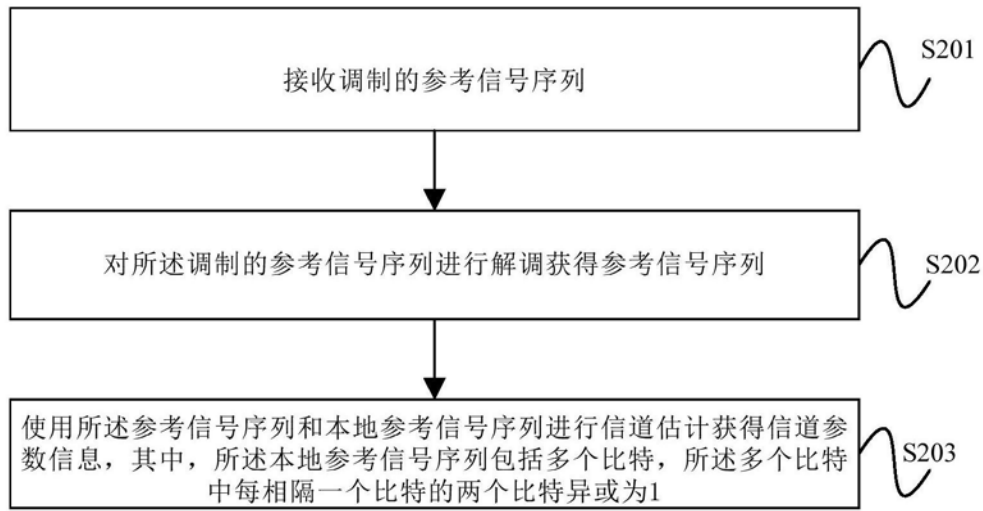 接收调制的参考信号序列
S201
对所述调制的参考信号序列进行解调获得参考信号序列
S202
使用所述参考信号序列和本地参考信号序列进行信道估计获得信道参
数信息，其中，所述本地参考信号序列包括多个比特，所述多个比特
中每相隔一个比特的两个比特异或为1
S203